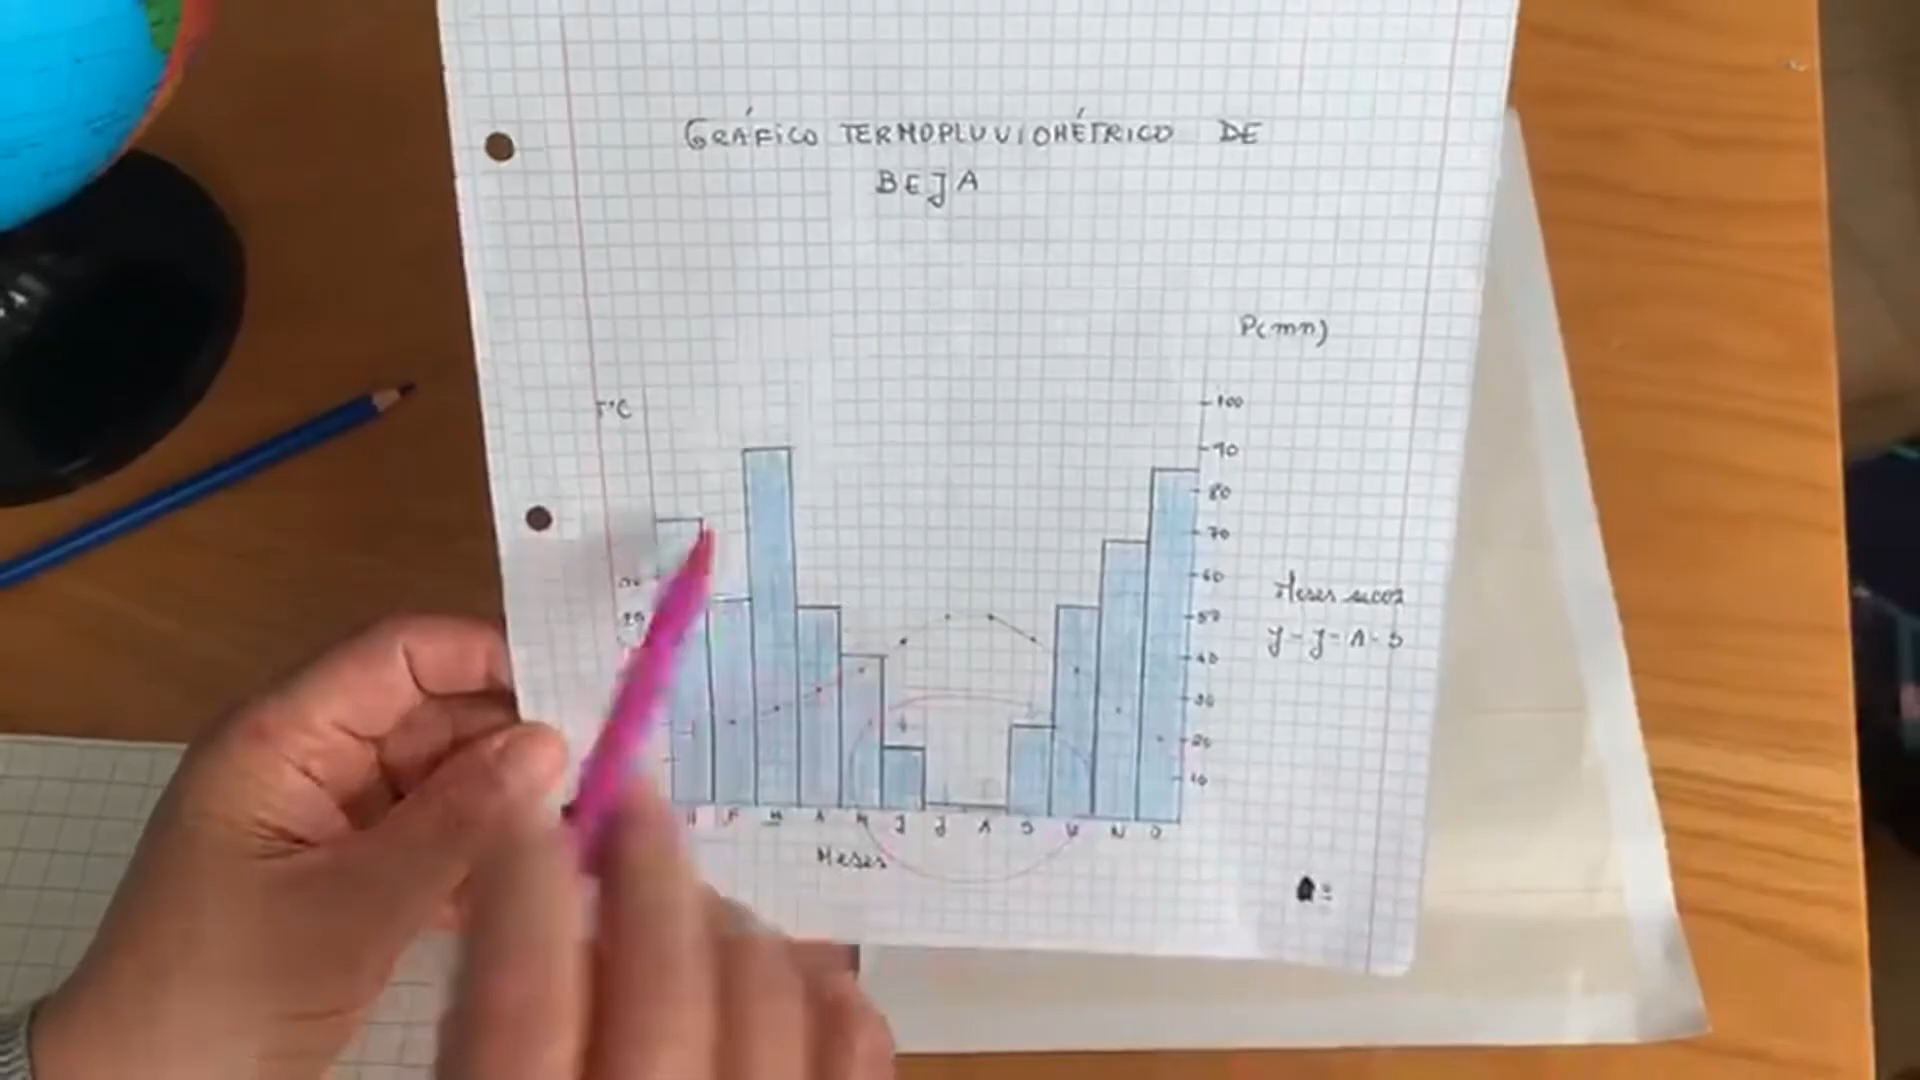 GRÁFICO TERMOPLUVIOMÉTRICO DE
BEJA
P(mm)
T°C
100
90
80
70
60
50
40
30
20
10
Meses secos
J-J-A-S
F M A M J J A S O N D
Meses